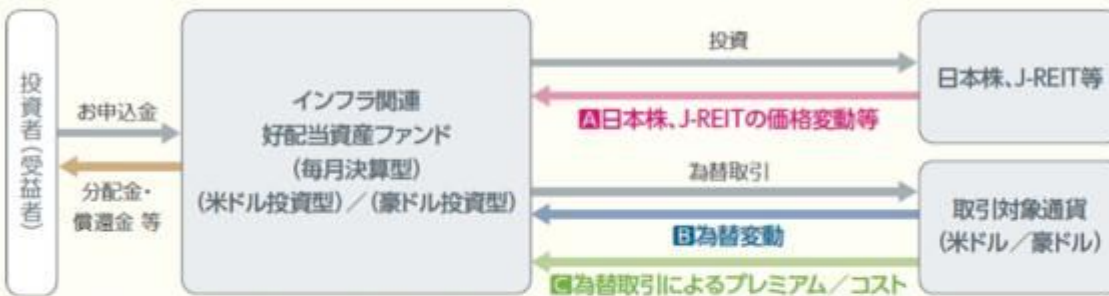 投資者(受益者)
お申込金
分配金・
償還金 等
インフラ関連
好配当資産ファンド
(毎月決算型)
(米ドル投資型)／(豪ドル投資型)
投資
A日本株、J-REITの価格変動等
為替取引
B為替変動
C為替取引によるプレミアム／コスト
日本株、J-REIT等
取引対象通貨
(米ドル／豪ドル)